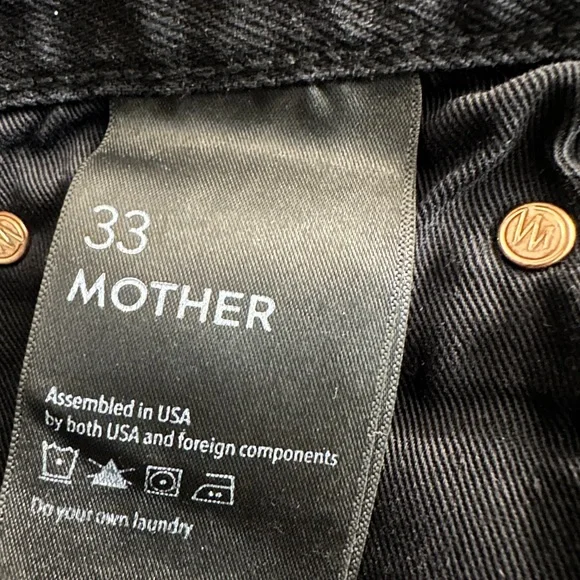 33
MOTHER
Assembled in USA
by both USA and foreign components
Do your own laundry